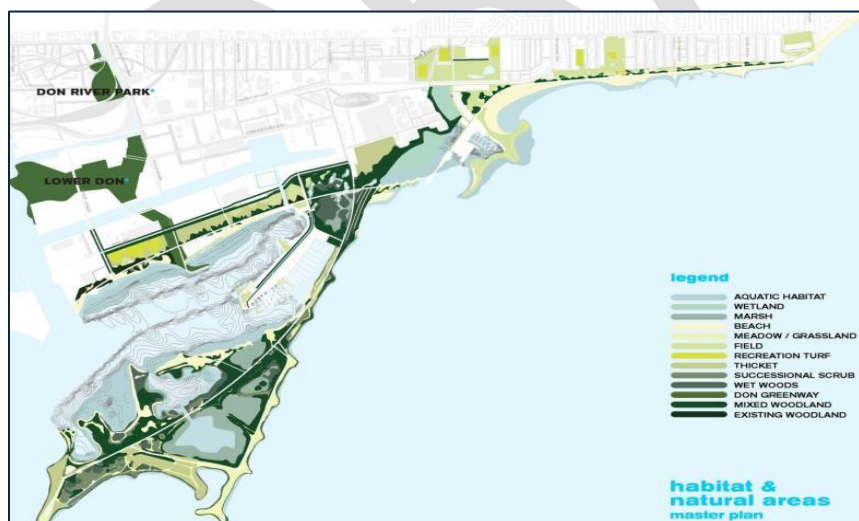 DON RIVER PARK
LOWER DON
legend
AQUATIC HABITAT
WETLAND
MARSH
BEACH
MEADOW / GRASSLAND
FIELD
RECREATION TURF
THICKET
SUCCESSIONAL SCRUB
WET WOODS
DON GREENWAY
MIXED WOODLAND
EXISTING WOODLAND
habitat &
natural areas
master plan